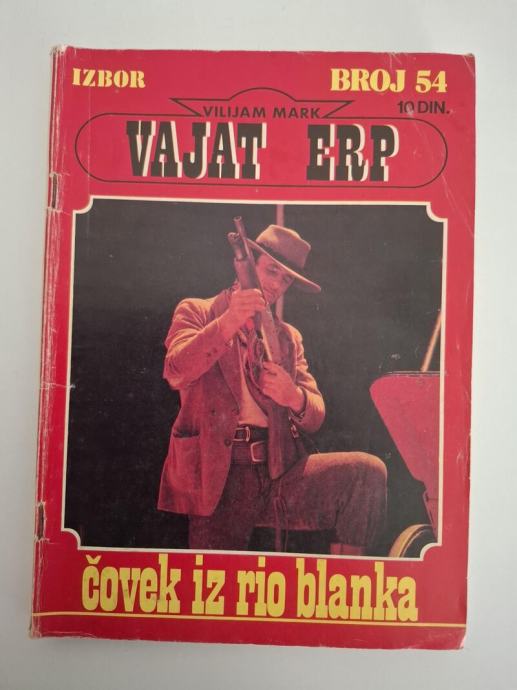 IZBOR
BROJ 54
10 DIN.
VILIJAM MARK
VAJAT ERP
čovek iz rio blanka